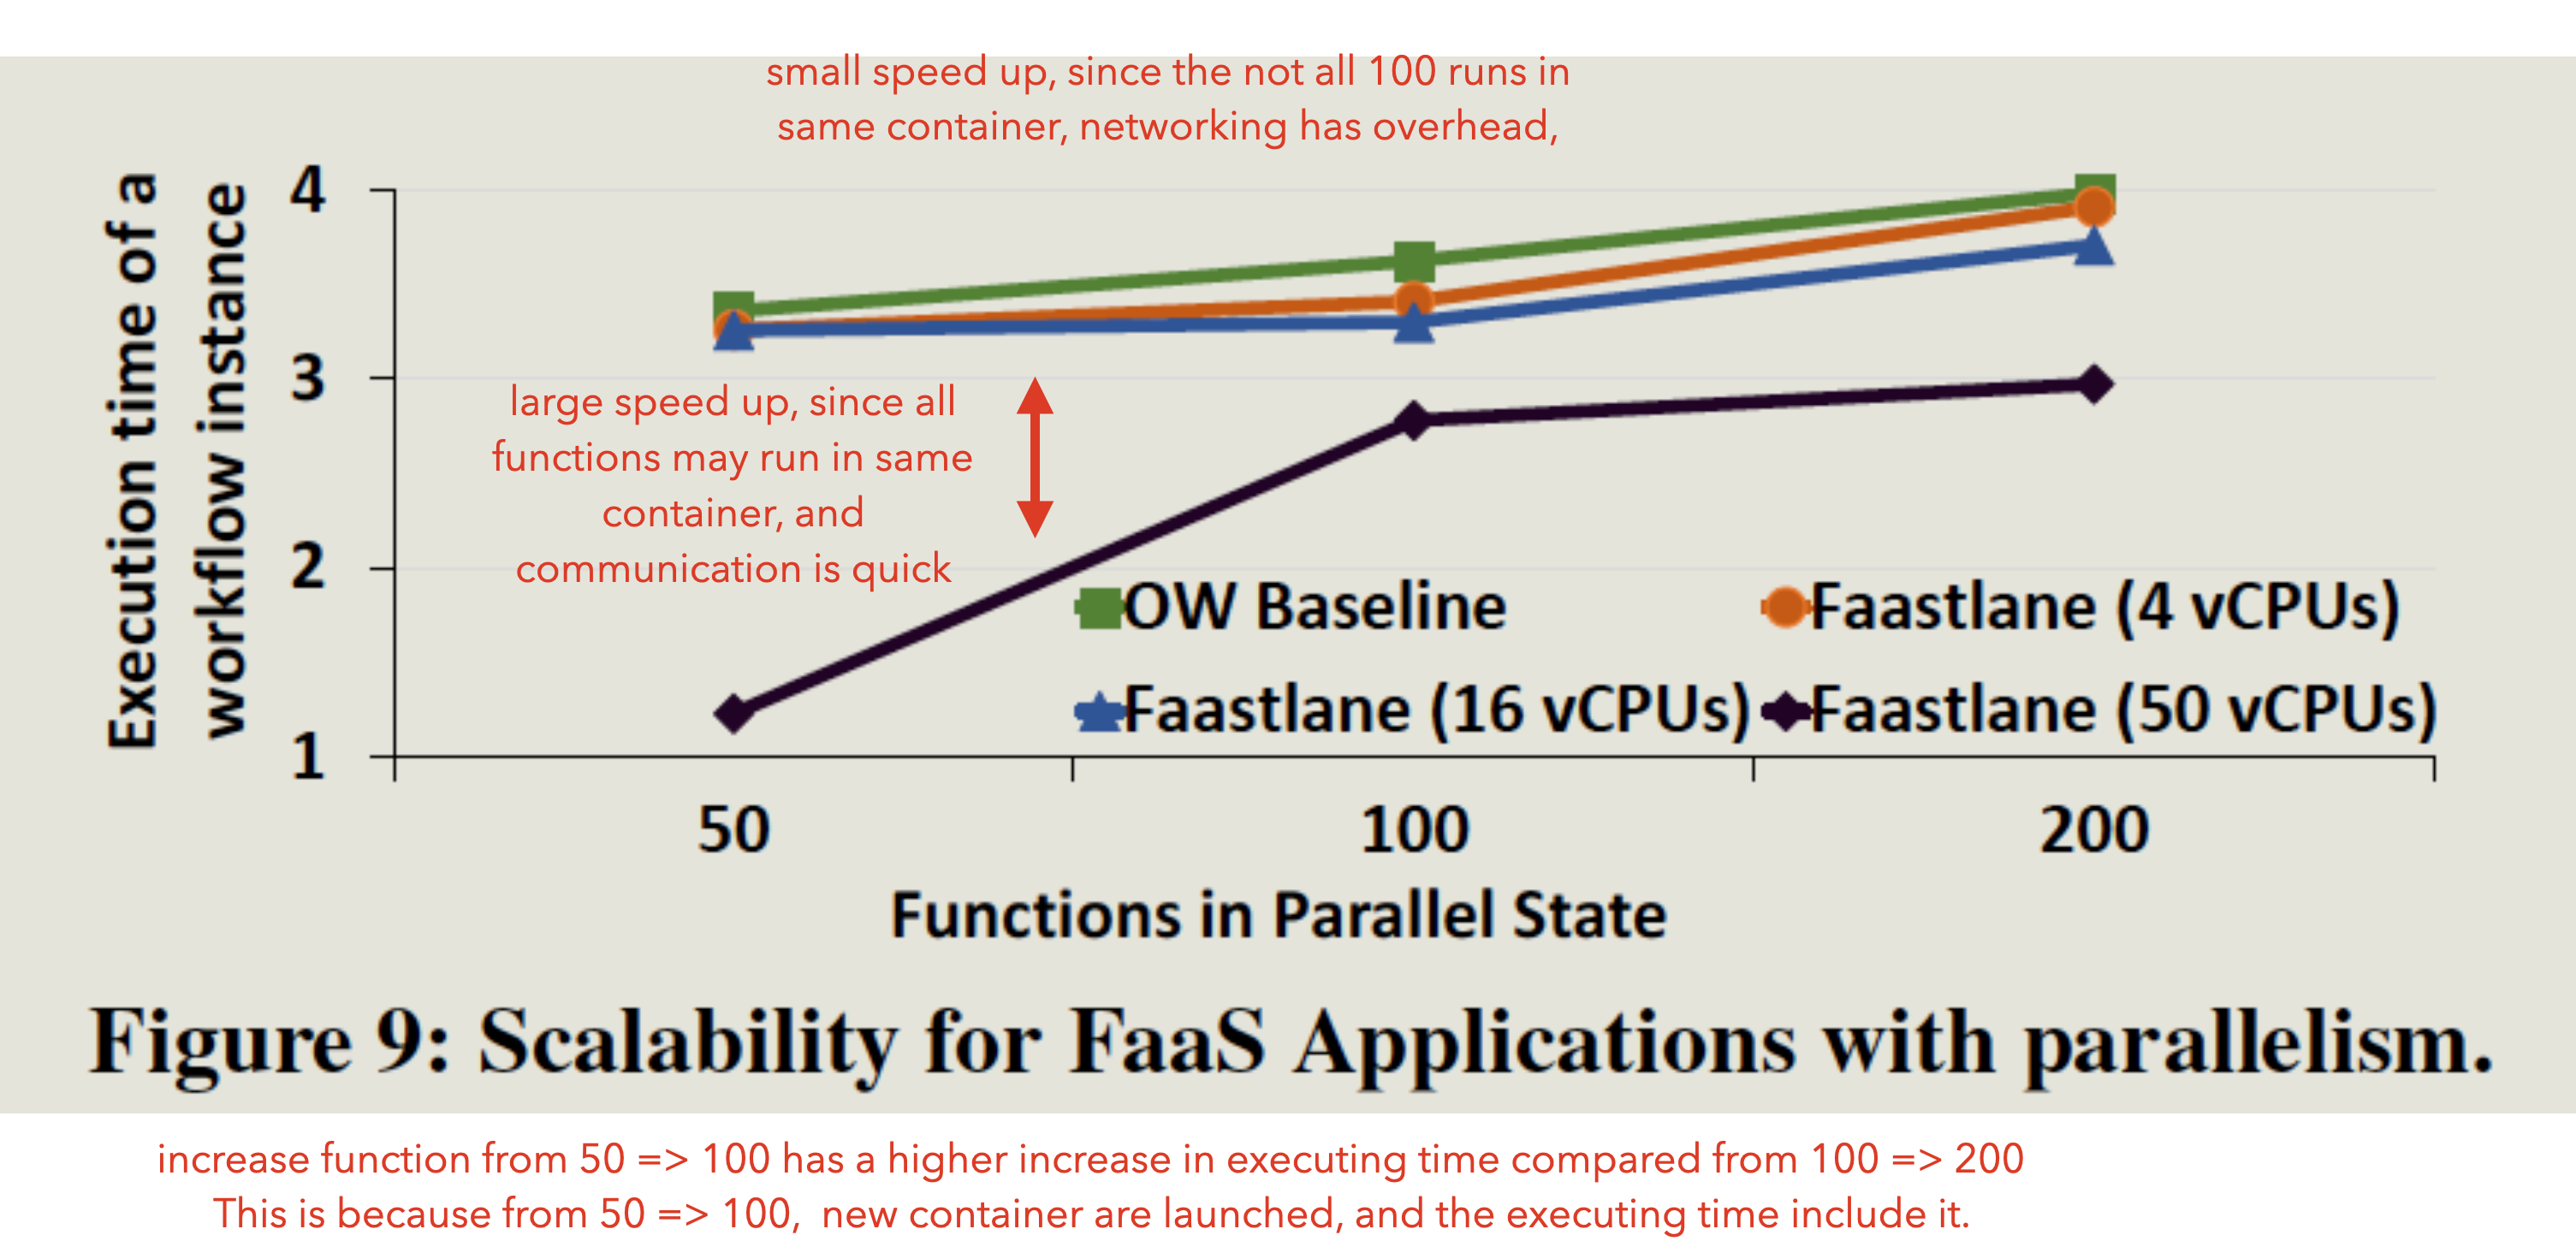 small speed up, since the not all 100 runs in
same container, networking has overhead,
Execution time of a
workflow instance
4
3
2
1
large speed up, since all
functions may run in same
container, and
communication is quick
OW Baseline
Faastlane (4 vCPUs)
Faastlane (16 vCPUs)
Faastlane (50 vCPUs)
50
100
200
Functions in Parallel State
Figure 9: Scalability for FaaS Applications with parallelism.
increase function from 50 => 100 has a higher increase in executing time compared from 100 => 200
This is because from 50 => 100, new container are launched, and the executing time include it.